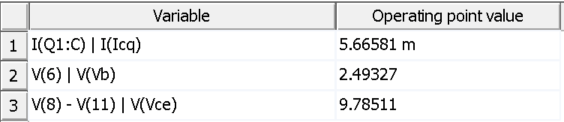 Variable Operating point value
1 I(Q1:C) | I(Icq) 5.66581 m
2 V(6) | V(Vb) 2.49327
3 V(8) - V(11) | V(Vce) 9.78511